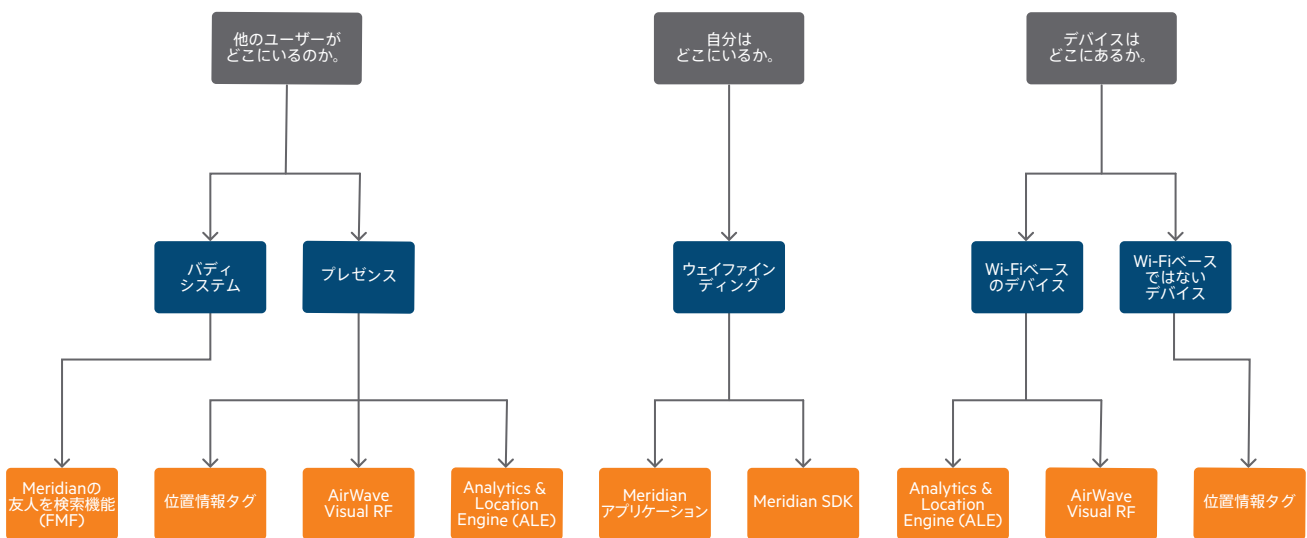 他のユーザーが
どこにいるのか。
自分は
どこにいるか。
デバイスは
どこにあるか。
バディ
システム
プレゼンス
ウェイファイン
ディング
Wi-Fiベース
のデバイス
Wi-Fiベース
ではない
デバイス
Meridianの
友人を検索機能
(FMF)
位置情報タグ
AirWave
Visual RF
Analytics &
Location
Engine (ALE)
Meridian
アプリケーション
Meridian SDK
Analytics &
Location
Engine (ALE)
AirWave
Visual RF
位置情報タグ